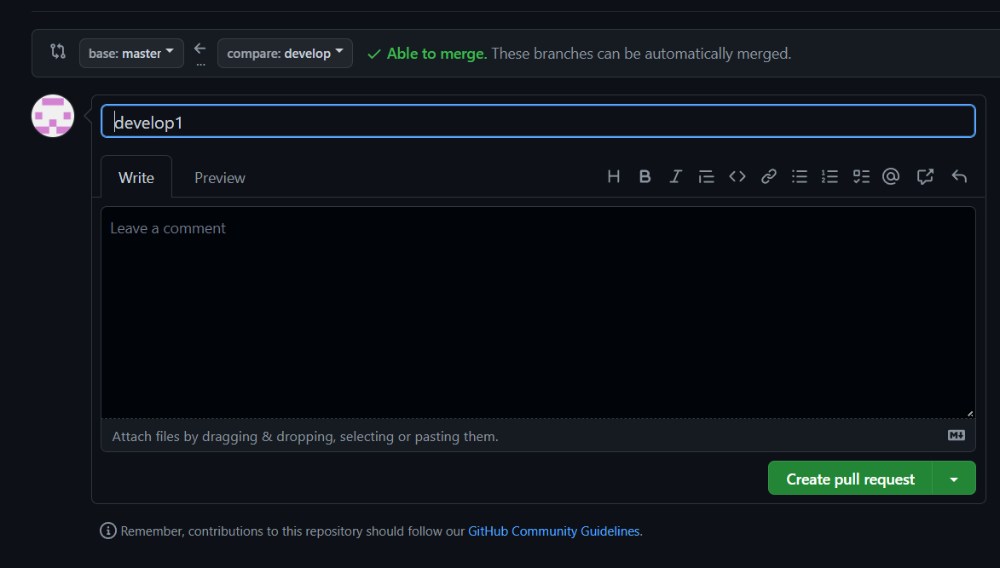 base: master ... compare: develop Able to merge. These branches can be automatically merged.
develop1
Write Preview
Leave a comment
Attach files by dragging & dropping, selecting or pasting them.
Create pull request
Remember, contributions to this repository should follow our GitHub Community Guidelines.